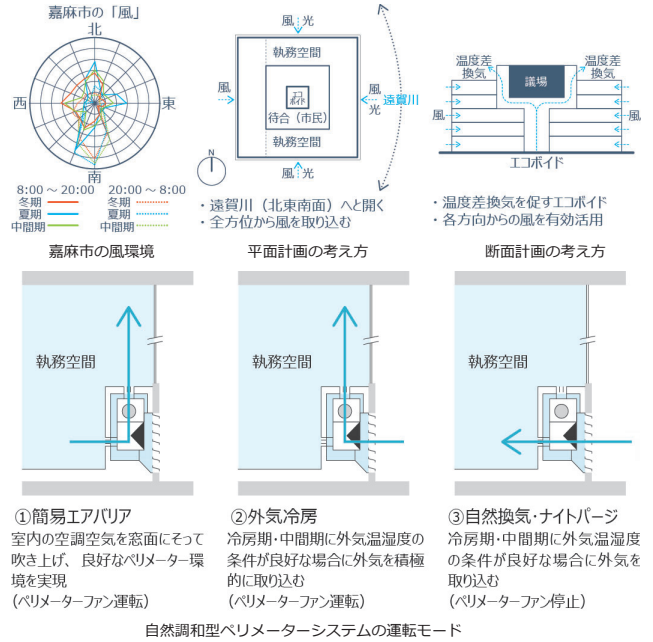 嘉麻市の「風」
北
西
東
南
8:00 ～ 20:00
冬期
夏期
中間期
20:00 ～ 8:00
冬期
夏期
中間期
嘉麻市の風環境
風 光
執務空間
風
エコ
ボイド
待合（市民）
風
光
遠賀川
執務空間
風 光
N
・遠賀川（北東南面）へと開く
・全方位から風を取り込む
平面計画の考え方
温度差
換気
議場
温度差
換気
風
風
エコボイド
・温度差換気を促すエコボイド
・各方向からの風を有効活用
断面計画の考え方
執務空間
①簡易エアバリア
室内の空調空気を窓面にそって
吹き上げ、良好なペリメーター環
境を実現
(ペリメーターファン運転)
執務空間
②外気冷房
冷房期・中間期に外気温湿度の
条件が良好な場合に外気を積極
的に取り込む
(ペリメーターファン運転)
執務空間
③自然換気・ナイトパージ
冷房期・中間期に外気温湿度
の条件が良好な場合に外気を
取り込む
(ペリメーターファン停止)
自然調和型ペリメーターシステムの運転モード